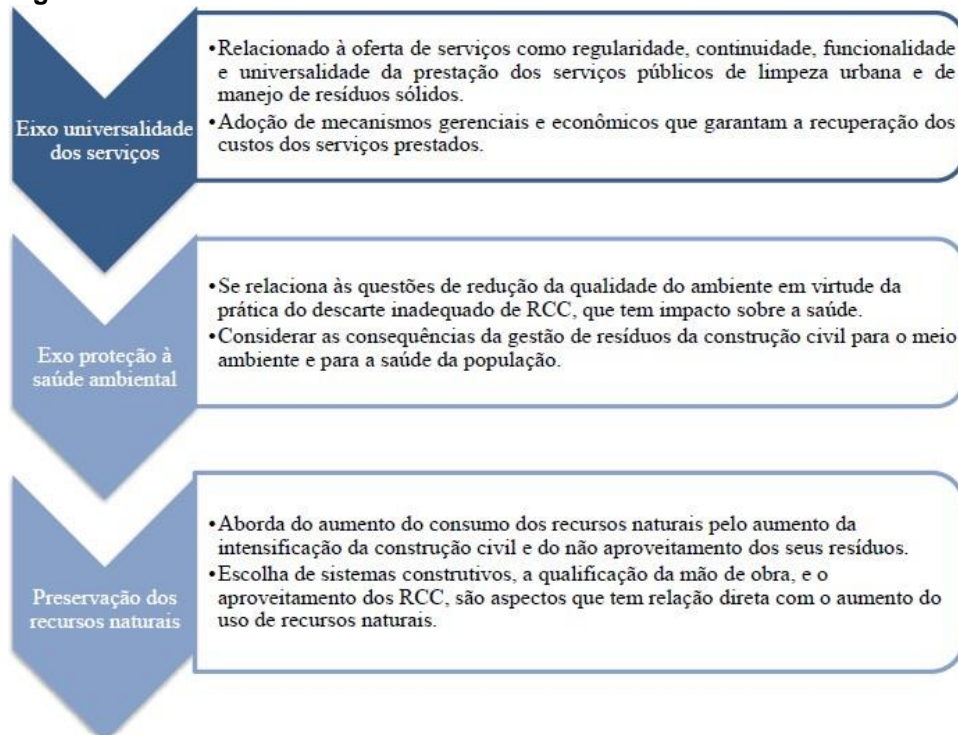 •Relacionado à oferta de serviços como regularidade, continuidade, funcionalidade
e universalidade da prestação dos serviços públicos de limpeza urbana e de
manejo de resíduos sólidos.
•Adoção de mecanismos gerenciais e econômicos que garantam a recuperação dos
custos dos serviços prestados.
Eixo universalidade
dos serviços
•Se relaciona às questões de redução da qualidade do ambiente em virtude da
prática do descarte inadequado de RCC, que tem impacto sobre a saúde.
•Considerar as consequências da gestão de resíduos da construção civil para o meio
ambiente e para a saúde da população.
Exo proteção à
saúde ambiental
•Aborda do aumento do consumo dos recursos naturais pelo aumento da
intensificação da construção civil e do não aproveitamento dos seus resíduos.
•Escolha de sistemas construtivos, a qualificação da mão de obra, e o
aproveitamento dos RCC, são aspectos que tem relação direta com o aumento do
uso de recursos naturais.
Preservação dos
recursos naturais